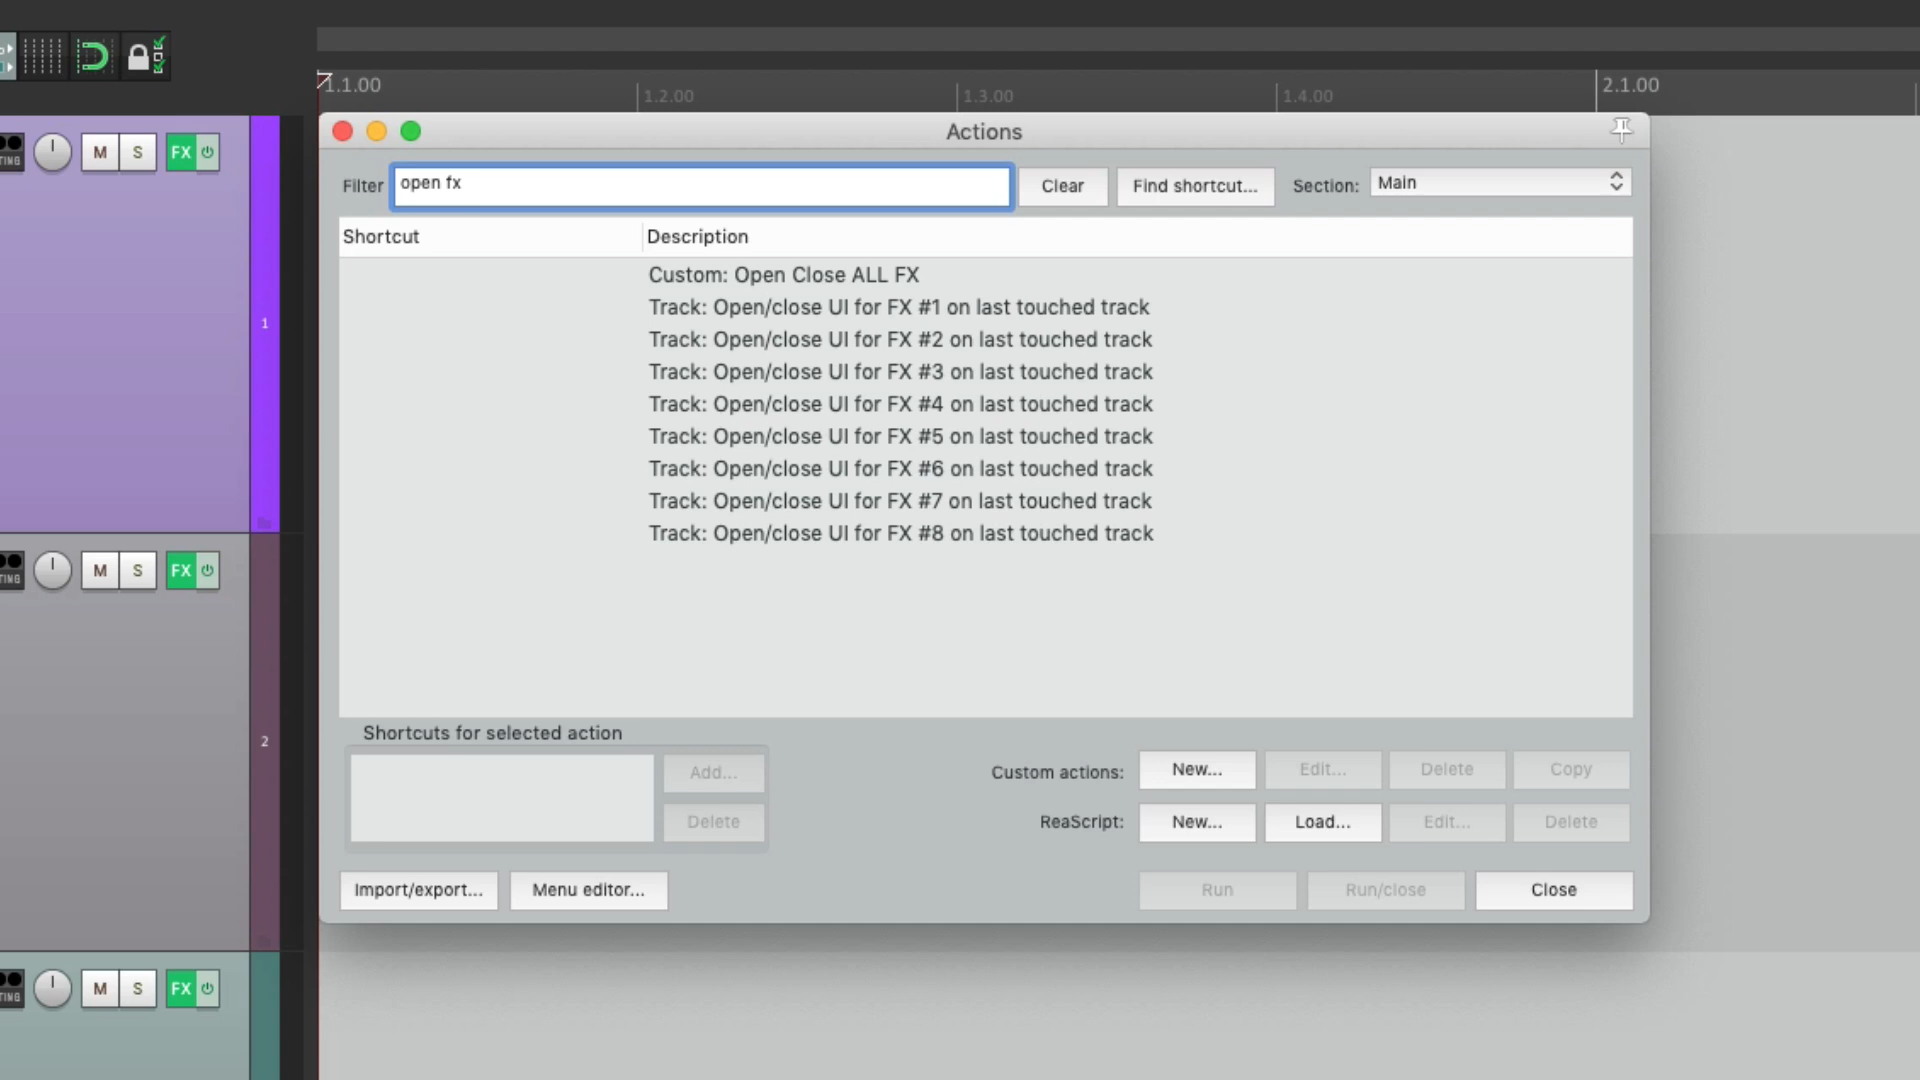 1.1.00
1.2.00
1.3.00
1.4.00
2.1.00
Actions
Filter
open fx
Clear
Find shortcut...
Section:
Main
Shortcut
Description
Custom: Open Close ALL FX
Track: Open/close UI for FX #1 on last touched track
Track: Open/close UI for FX #2 on last touched track
Track: Open/close UI for FX #3 on last touched track
Track: Open/close UI for FX #4 on last touched track
Track: Open/close UI for FX #5 on last touched track
Track: Open/close UI for FX #6 on last touched track
Track: Open/close UI for FX #7 on last touched track
Track: Open/close UI for FX #8 on last touched track
Shortcuts for selected action
Add...
Delete
Custom actions:
New...
Edit...
Delete
Copy
ReaScript:
New...
Load...
Edit...
Delete
Import/export...
Menu editor...
Run
Run/close
Close
M
S
FX
1
M
S
FX
2
M
S
FX